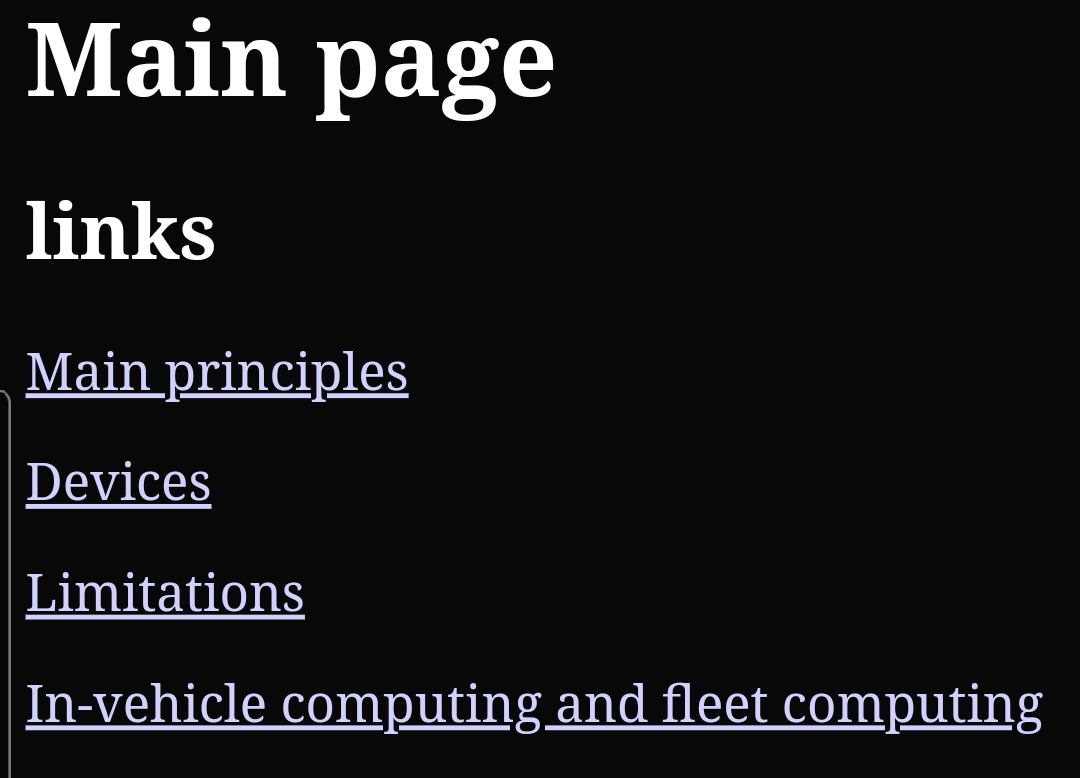 Main page
links
Main principles
Devices
Limitations
In-vehicle computing and fleet computing